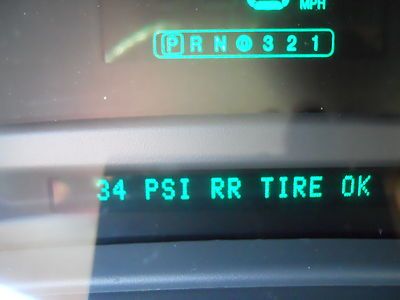 MPH
P R N D 3 2 1
34 PSI RR TIRE OK